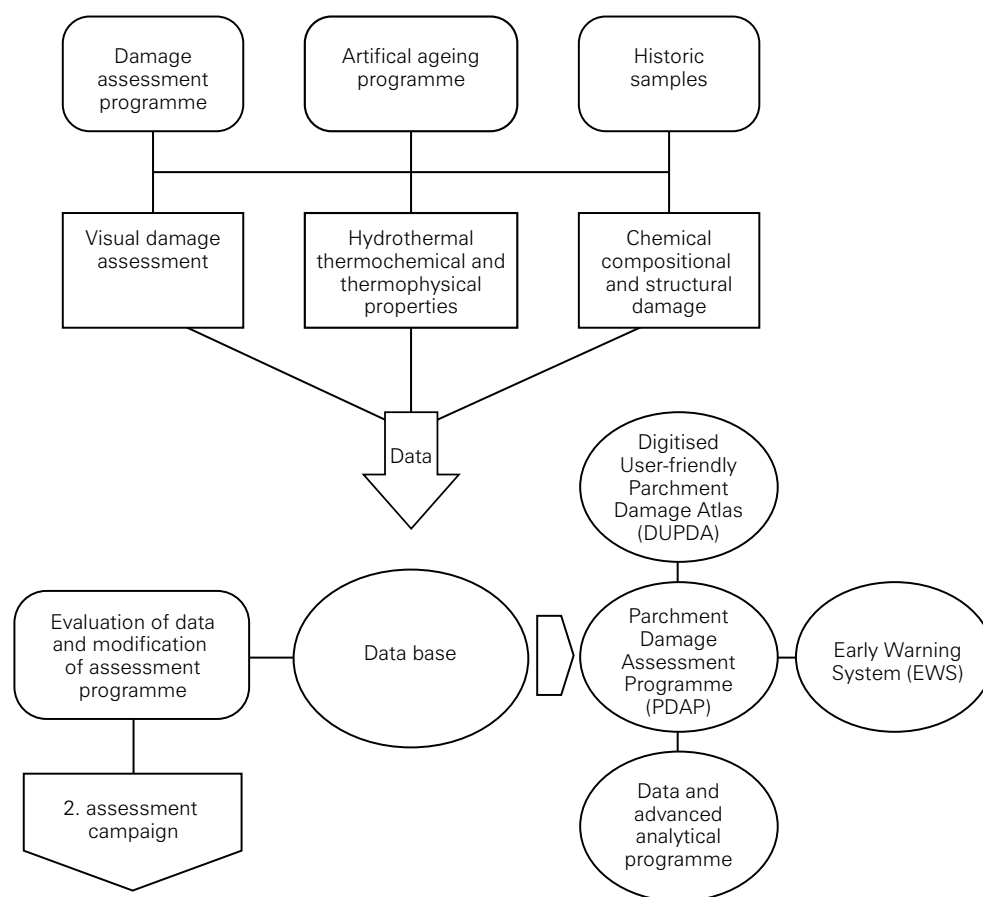 Damage
assessment
programme
Artifical ageing
programme
Historic
samples
Visual damage
assessment
Hydrothermal
thermochemical and
thermophysical
properties
Chemical
compositional
and structural
damage
Data
Digitised
User-friendly
Parchment
Damage Atlas
(DUPDA)
Evaluation of data
and modification
of assessment
programme
Data base
Parchment
Damage
Assessment
Programme
(PDAP)
Early Warning
System (EWS)
2. assessment
campaign
Data and
advanced
analytical
programme